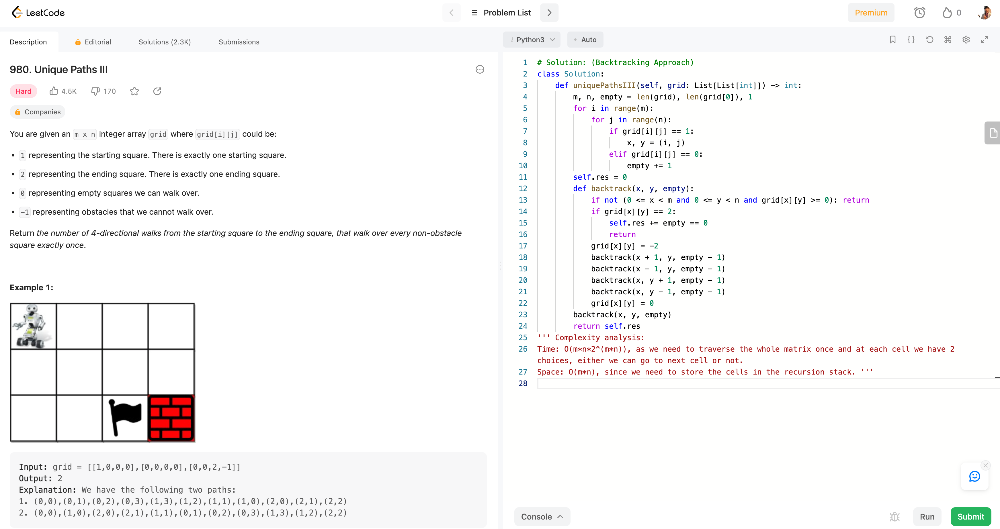 LeetCode
Problem List
Premium
0
Description
Editorial
Solutions (2.3K)
Submissions
980. Unique Paths III
Hard
4.5K
170
Companies
You are given an m x n integer array grid where grid[i][j] could be:
• 1 representing the starting square. There is exactly one starting square.
• 2 representing the ending square. There is exactly one ending square.
• 0 representing empty squares we can walk over.
• -1 representing obstacles that we cannot walk over.
Return the number of 4-directional walks from the starting square to the ending square, that walk over every non-obstacle
square exactly once.
Example 1:
Input: grid = [[1,0,0,0],[0,0,0,0],[0,0,2,-1]]
Output: 2
Explanation: We have the following two paths:
1. (0,0),(0,1),(0,2),(0,3),(1,3),(1,2),(1,1),(1,0),(2,0),(2,1),(2,2)
2. (0,0),(1,0),(2,0),(2,1),(1,1),(0,1),(0,2),(0,3),(1,3),(1,2),(2,2)
i Python3
• Auto
1 # Solution: (Backtracking Approach)
2 class Solution:
3     def uniquePathsIII(self, grid: List[List[int]]) -> int:
4         m, n, empty = len(grid), len(grid[0]), 1
5         for i in range(m):
6             for j in range(n):
7                 if grid[i][j] == 1:
8                     x, y = (i, j)
9                 elif grid[i][j] == 0:
10                     empty += 1
11         self.res = 0
12         def backtrack(x, y, empty):
13             if not (0 <= x < m and 0 <= y < n and grid[x][y] >= 0): return
14             if grid[x][y] == 2:
15                 self.res += empty == 0
16                 return
17             grid[x][y] = -2
18             backtrack(x + 1, y, empty - 1)
19             backtrack(x - 1, y, empty - 1)
20             backtrack(x, y + 1, empty - 1)
21             backtrack(x, y - 1, empty - 1)
22             grid[x][y] = 0
23         backtrack(x, y, empty)
24         return self.res
25 ''' Complexity analysis:
26 Time: O(m*n*2^(m*n)), as we need to traverse the whole matrix once and at each cell we have 2
choices, either we can go to next cell or not.
27 Space: O(m*n), since we need to store the cells in the recursion stack. '''
28
Console
Run
Submit